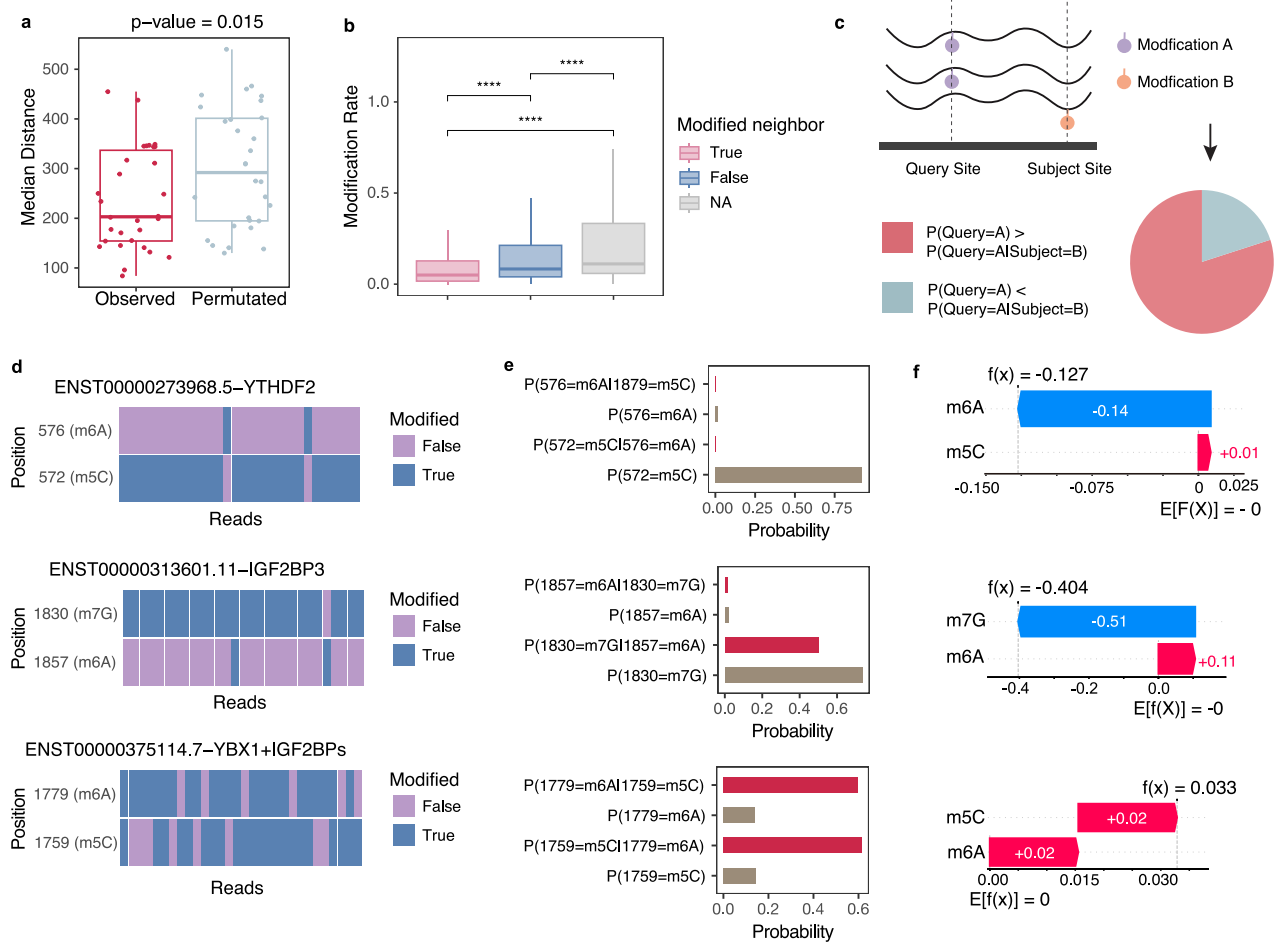 a
p-value = 0.015
Median Distance
500
400
300
200
100
Observed
Permutated
b
Modification Rate
1.0
0.5
0.0
****
****
****
Modified neighbor
True
False
NA
c
Modfication A
Modfication B
Query Site
Subject Site
P(Query=A) >
P(Query=A|Subject=B)
P(Query=A) <
P(Query=A|Subject=B)
d
ENST00000273968.5-YTHDF2
Position
576 (m6A)
572 (m5C)
Reads
Modified
False
True
ENST00000313601.11-IGF2BP3
Position
1830 (m7G)
1857 (m6A)
Reads
Modified
False
True
ENST00000375114.7-YBX1+IGF2BPs
Position
1779 (m6A)
1759 (m5C)
Reads
Modified
False
True
e
P(576=m6A|1879=m5C)
P(576=m6A)
P(572=m5C|576=m6A)
P(572=m5C)
0.00 0.25 0.50 0.75
Probability
P(1857=m6A|1830=m7G)
P(1857=m6A)
P(1830=m7G|1857=m6A)
P(1830=m7G)
0.0 0.2 0.4 0.6
Probability
P(1779=m6A|1759=m5C)
P(1779=m6A)
P(1759=m5C|1779=m6A)
P(1759=m5C)
0.0 0.2 0.4 0.6
Probability
f
f(x) = -0.127
m6A
-0.14
m5C
+0.01
-0.150 -0.075 0 0.025
E[F(X)] = - 0
f(x) = -0.404
m7G
-0.51
m6A
+0.11
-0.4 -0.2 0.0
E[f(X)] = -0
f(x) = 0.033
m5C
+0.02
m6A
+0.02
0.00 0.015 0.030
E[f(x)] = 0